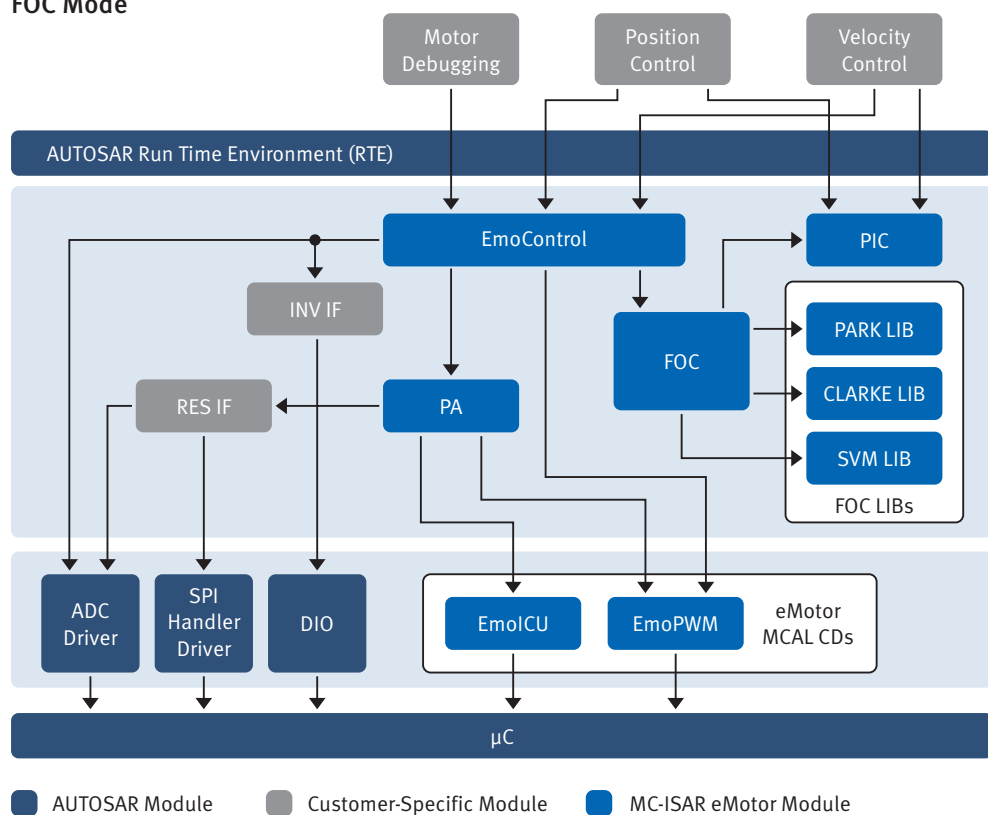 FOC Mode
Motor
Debugging
Position
Control
Velocity
Control
AUTOSAR Run Time Environment (RTE)
EmoControl
PIC
INV IF
FOC
PARK LIB
RES IF
PA
CLARKE LIB
SVM LIB
FOC LIBs
ADC
Driver
SPI
Handler
Driver
DIO
EmoICU
EmoPWM
eMotor
MCAL CDs
µC
AUTOSAR Module
Customer-Specific Module
MC-ISAR eMotor Module